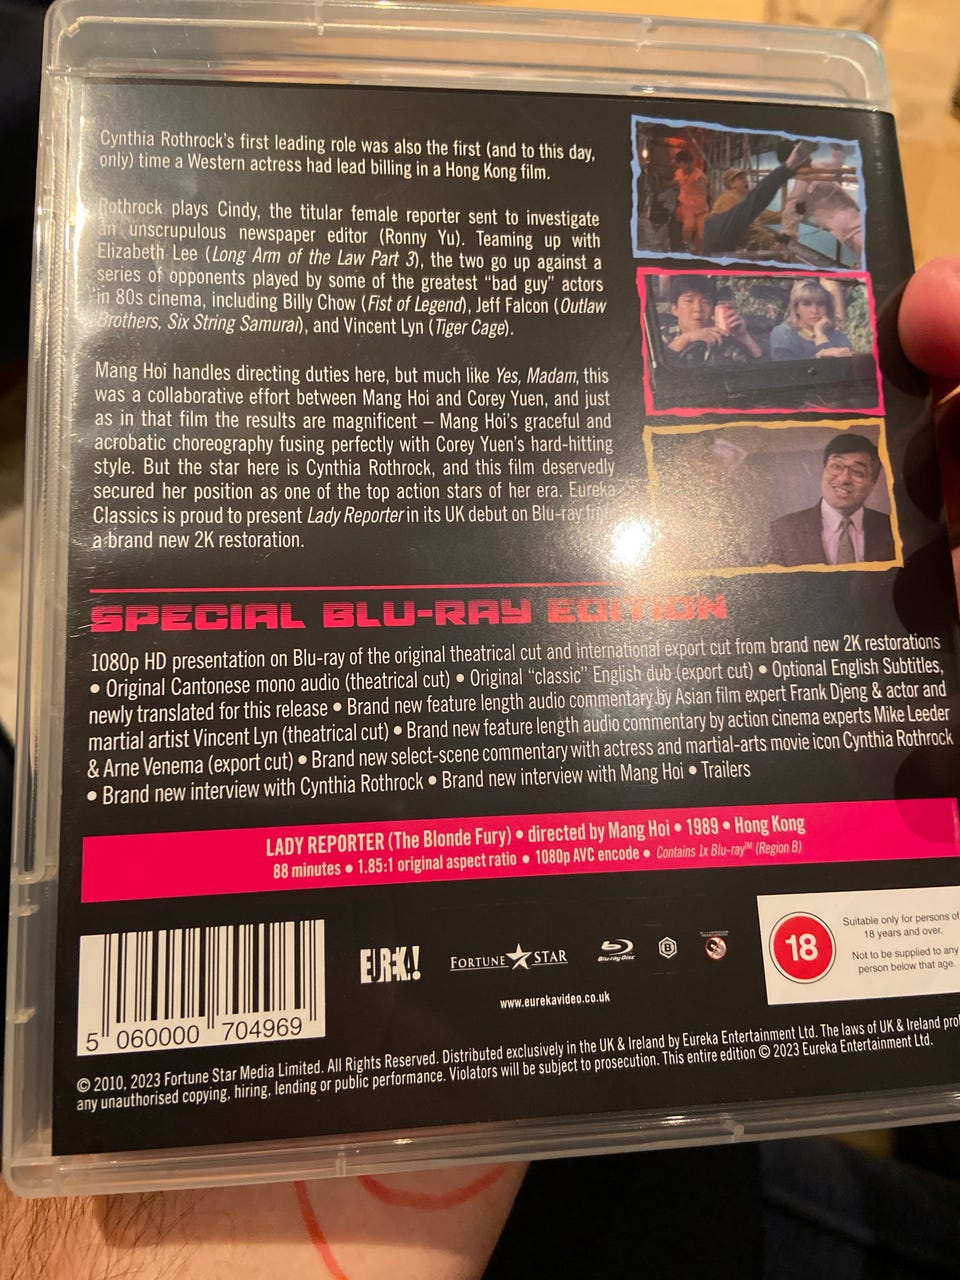 Cynthia Rothrock's first leading role was also the first (and to this day,
only) time a Western actress had lead billing in a Hong Kong film.
Rothrock plays Cindy, the titular female reporter sent to investigate
an unscrupulous newspaper editor (Ronny Yu). Teaming up with
Elizabeth Lee (Long Arm of the Law Part 3), the two go up against a
series of opponents played by some of the greatest “bad guy” actors
in 80s cinema, including Billy Chow (Fist of Legend), Jeff Falcon (Outlaw
Brothers, Six String Samurai), and Vincent Lyn (Tiger Cage).
Mang Hoi handles directing duties here, but much like Yes, Madam, this
was a collaborative effort between Mang Hoi and Corey Yuen, and just
as in that film the results are magnificent – Mang Hoi's graceful and
acrobatic choreography fusing perfectly with Corey Yuen's hard-hitting
style. But the star here is Cynthia Rothrock, and this film deservedly
secured her position as one of the top action stars of her era. Eureka
Classics is proud to present Lady Reporter in its UK debut on Blu-ray from
a brand new 2K restoration.
SPECIAL BLU-RAY EDITION
1080p HD presentation on Blu-ray of the original theatrical cut and international export cut from brand new 2K restorations
• Original Cantonese mono audio (theatrical cut) • Original “classic” English dub (export cut) • Optional English Subtitles,
newly translated for this release • Brand new feature length audio commentary by Asian film expert Frank Djeng & actor and
martial artist Vincent Lyn (theatrical cut) • Brand new feature length audio commentary by action cinema experts Mike Leeder
& Arne Venema (export cut) • Brand new select-scene commentary with actress and martial-arts movie icon Cynthia Rothrock
• Brand new interview with Cynthia Rothrock • Brand new interview with Mang Hoi • Trailers
LADY REPORTER (The Blonde Fury) • directed by Mang Hoi • 1989 • Hong Kong
88 minutes • 1.85:1 original aspect ratio • 1080p AVC encode • Contains 1x Blu-ray™ (Region B)
5 060000 704969
EUREKA!
FORTUNE STAR
Blu-ray Disc
B
www.eurekavideo.co.uk
18
Suitable only for persons of
18 years and over.
Not to be supplied to any
person below that age.
© 2010, 2023 Fortune Star Media Limited. All Rights Reserved. Distributed exclusively in the UK & Ireland by Eureka Entertainment Ltd. The laws of UK & Ireland
any unauthorised copying, hiring, lending or public performance. Violators will be subject to prosecution. This entire edition © 2023 Eureka Entertainment Ltd.